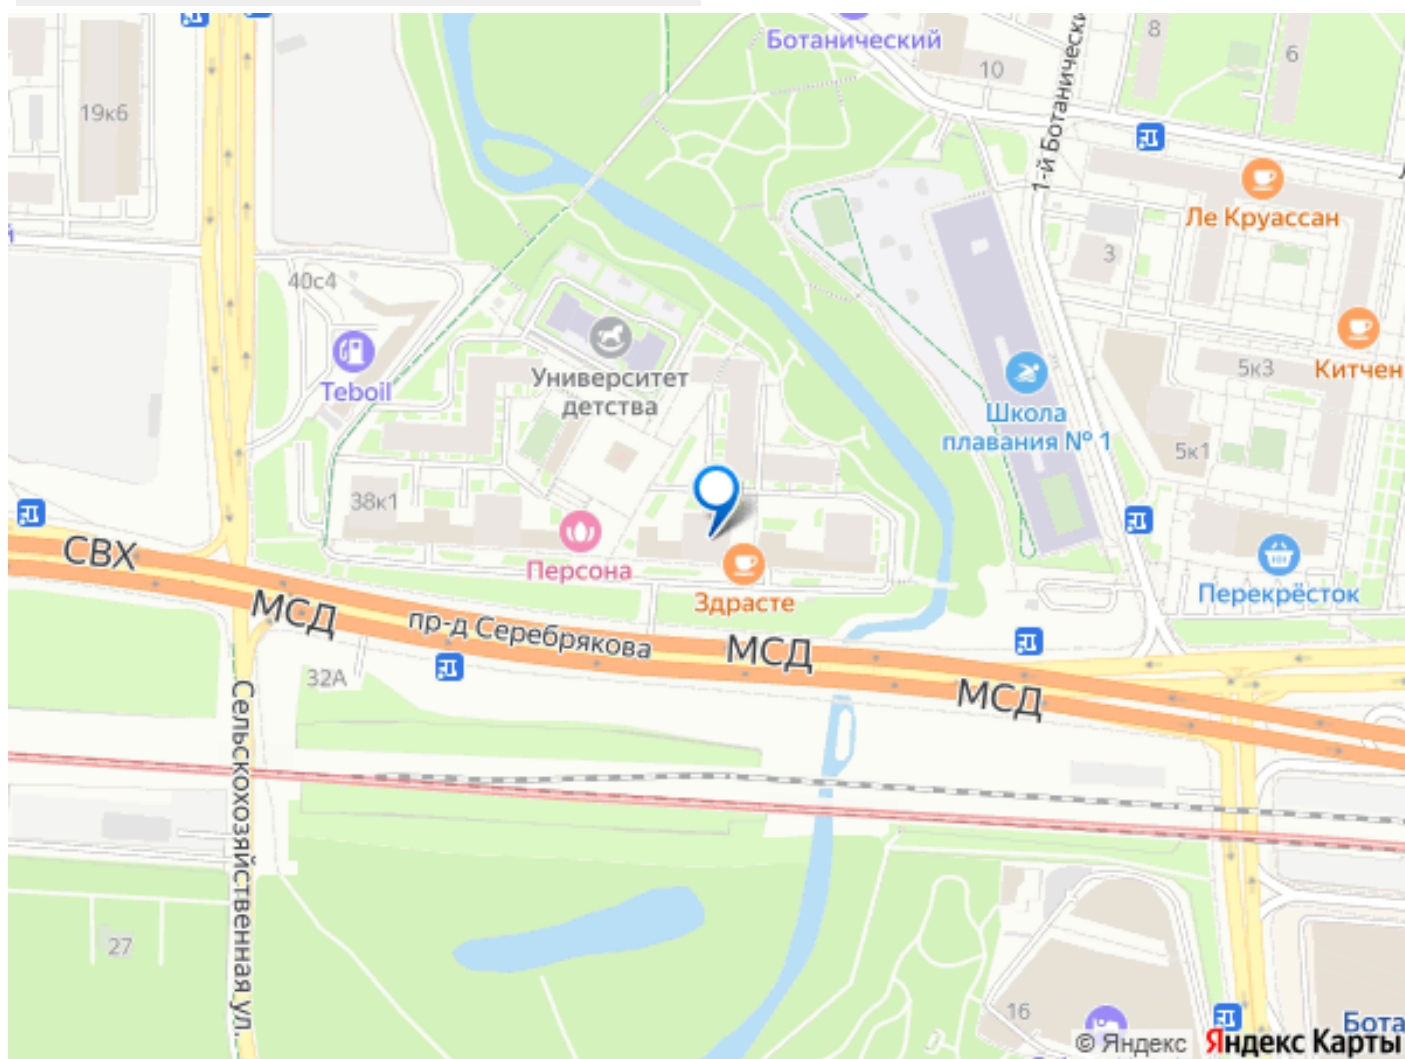 Ботанический
8
6
10
19к6
1-й Ботанический
Ле Круассан
3
40с4
Китчен
5к3
Университет
детства
Teboil
Школа
плавания № 1
5к1
38к1
Персона
Здрасте
Перекрёсток
СВХ
МСД
пр-д Серебрякова
МСД
МСД
32А
Сельскохозяйственная ул.
27
16
Бота
© Яндекс
Яндекс Карты